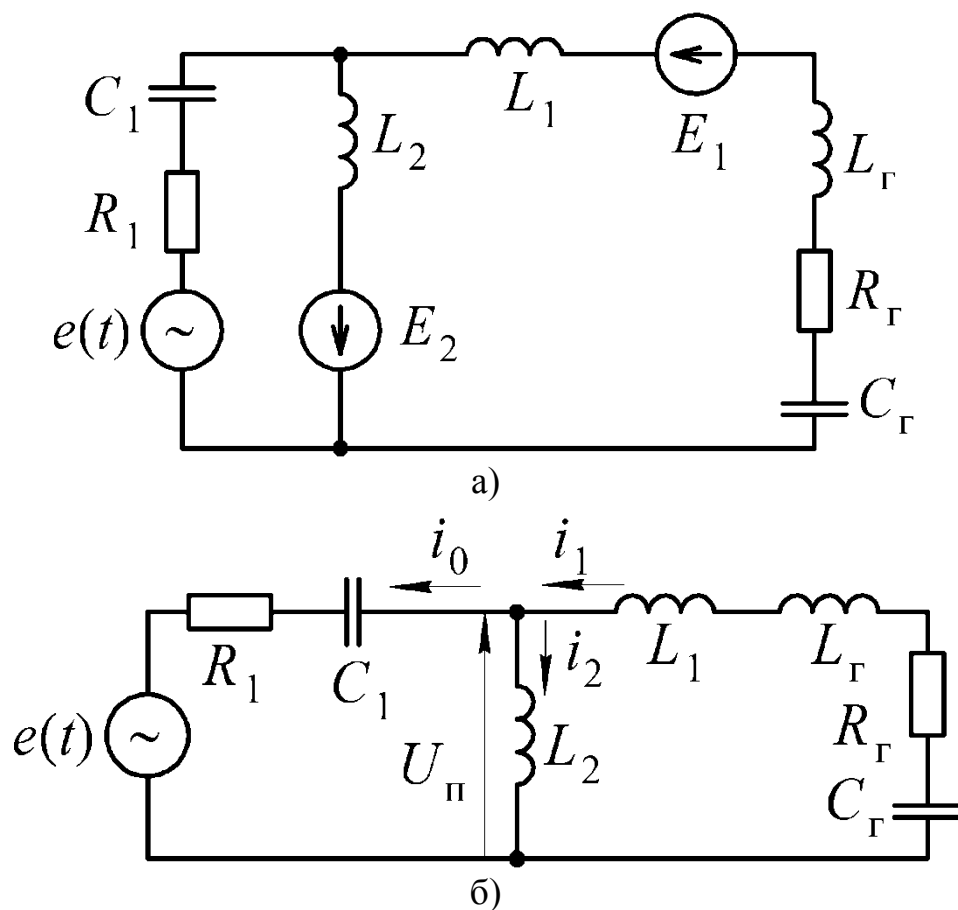 C₁ L₁ E₁
L₂
R₁
Lг
e(t) E₂ Rг
Cг
а)
i₀ i₁
R₁ C₁ i₂ L₁ Lг
e(t) Uп L₂ Rг
Cг
б)
~
~